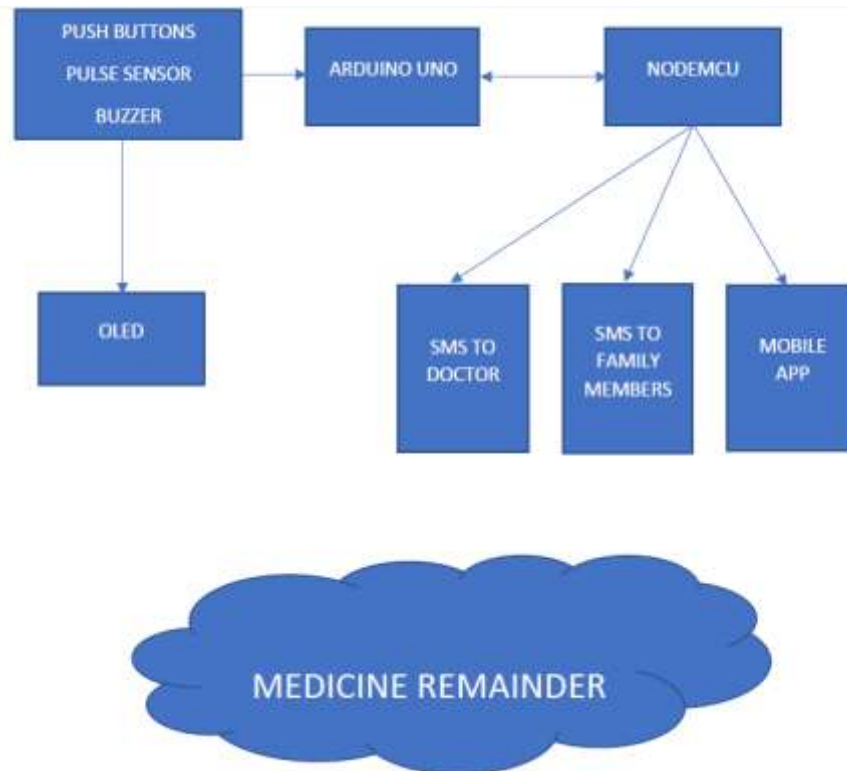 PUSH BUTTONS
PULSE SENSOR
BUZZER
ARDUINO UNO
NODEMCU
OLED
SMS TO
DOCTOR
SMS TO
FAMILY
MEMBERS
MOBILE
APP
MEDICINE REMAINDER